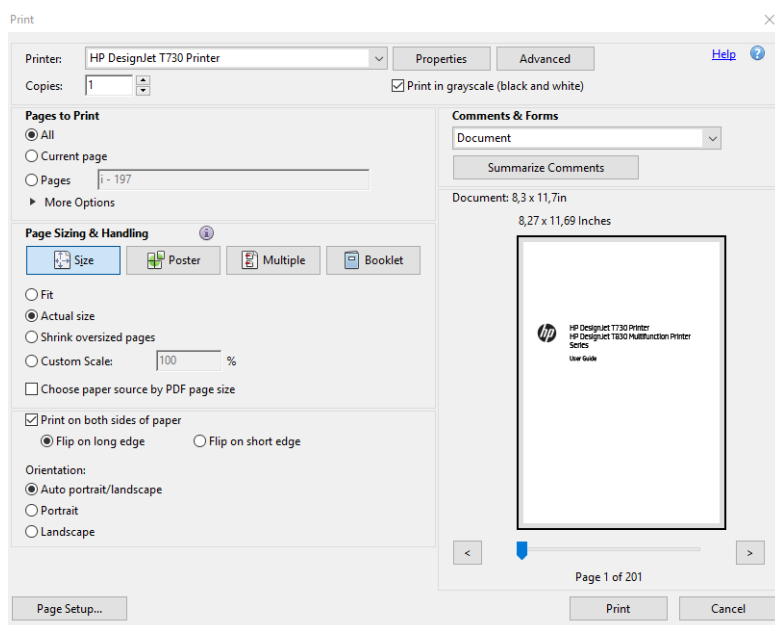 Print
Printer: HP DesignJet T730 Printer Properties Advanced Help ?
Copies: 1 Print in grayscale (black and white)
Pages to Print
All
Current page
Pages i - 197
More Options
Comments & Forms
Document
Summarize Comments
Page Sizing & Handling i
Size Poster Multiple Booklet
Fit
Actual size
Shrink oversized pages
Custom Scale: 100 %
Choose paper source by PDF page size
Print on both sides of paper
Flip on long edge Flip on short edge
Orientation:
Auto portrait/landscape
Portrait
Landscape
Document: 8,3 x 11,7in
8,27 x 11,69 Inches
hp
HP DesignJet T730 Printer
HP DesignJet T830 Multifunction Printer
Series
User Guide
< >
Page 1 of 201
Page Setup... Print Cancel